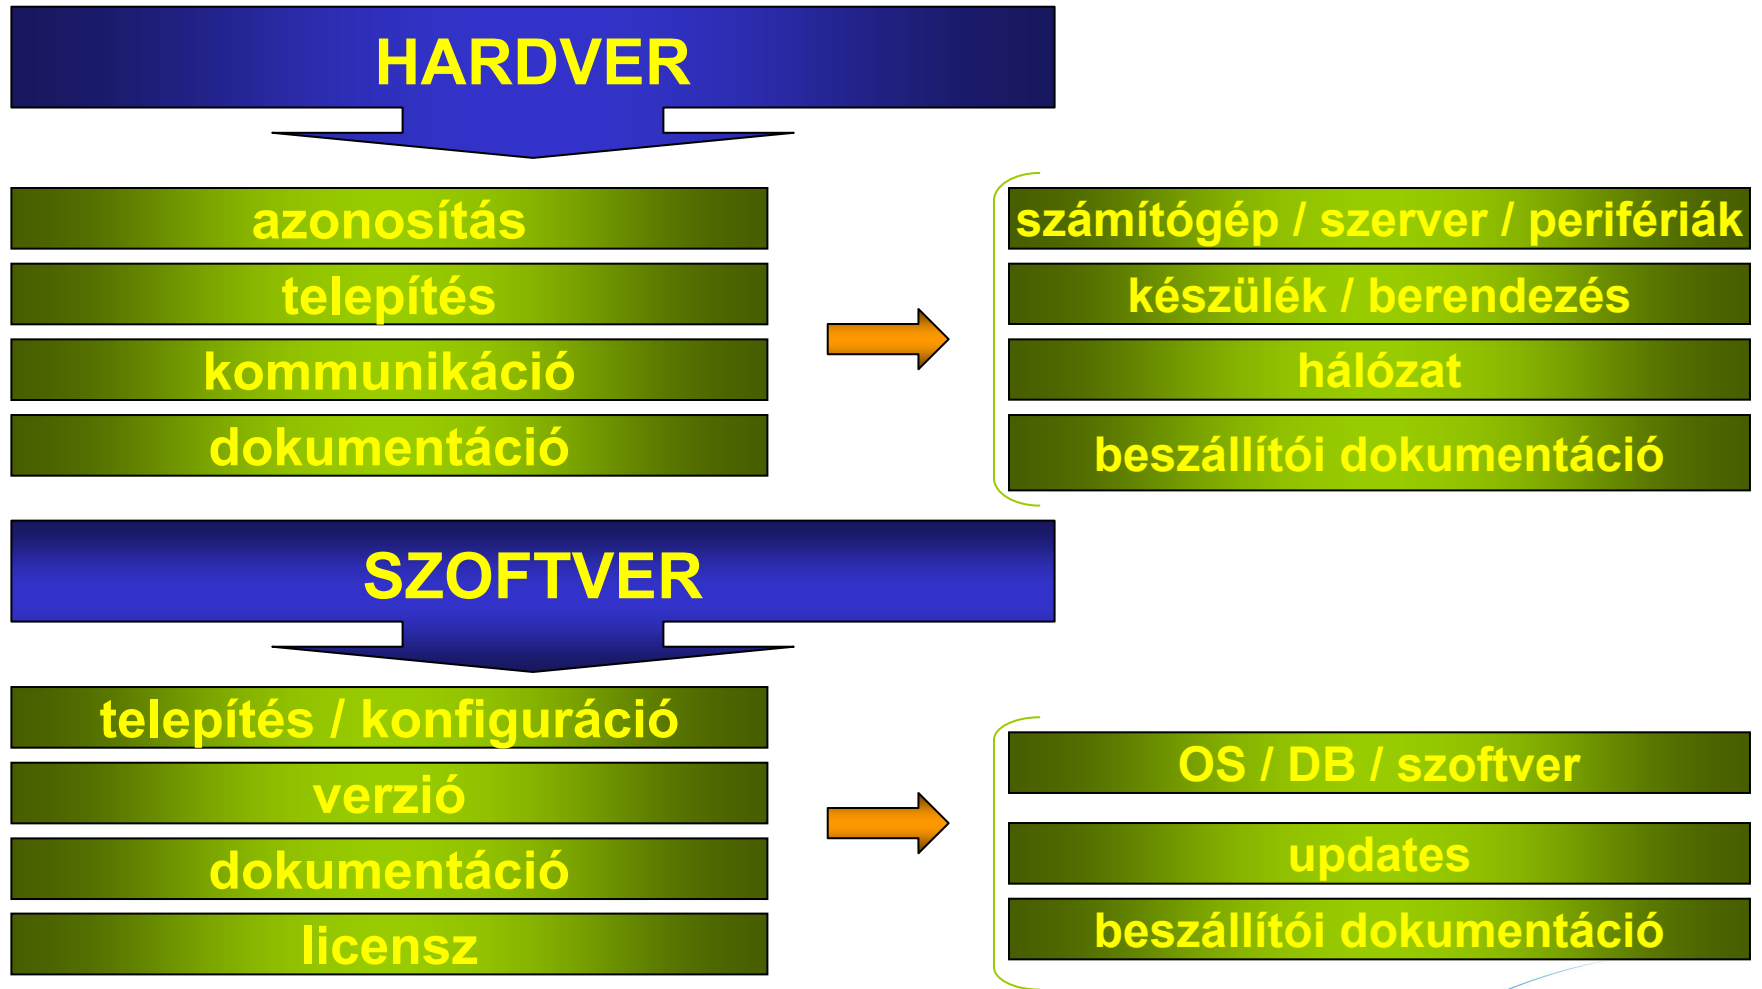 HARDVER
azonosítás
telepítés
kommunikáció
dokumentáció
számítógép / szerver / perifériák
készülék / berendezés
hálózat
beszállítói dokumentáció
SZOFTVER
telepítés / konfiguráció
verzió
dokumentáció
licensz
OS / DB / szoftver
updates
beszállítói dokumentáció